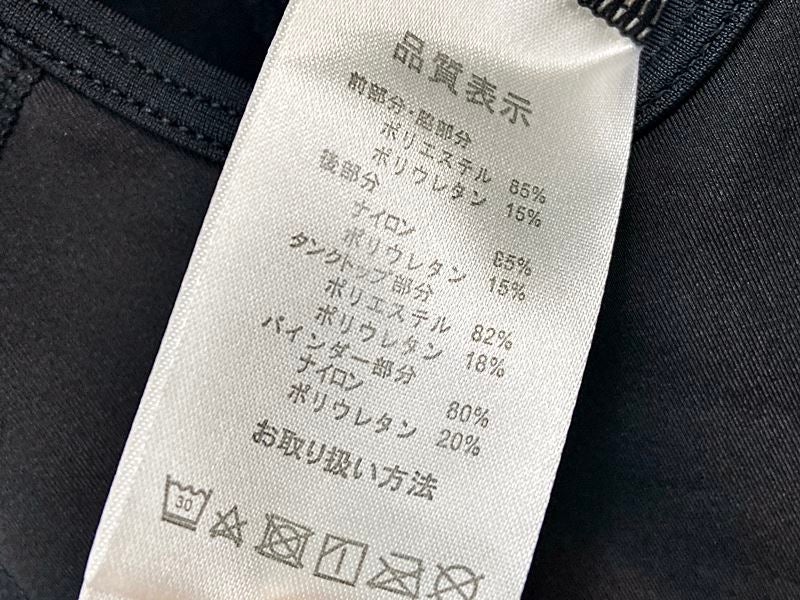 品質表示
前部分・脇部分
ポリエステル 85%
ポリウレタン 15%
後部分
ナイロン 85%
ポリウレタン 15%
タンクトップ部分
ポリエステル 82%
ポリウレタン 18%
バインダー部分
ナイロン 80%
ポリウレタン 20%
お取り扱い方法
30